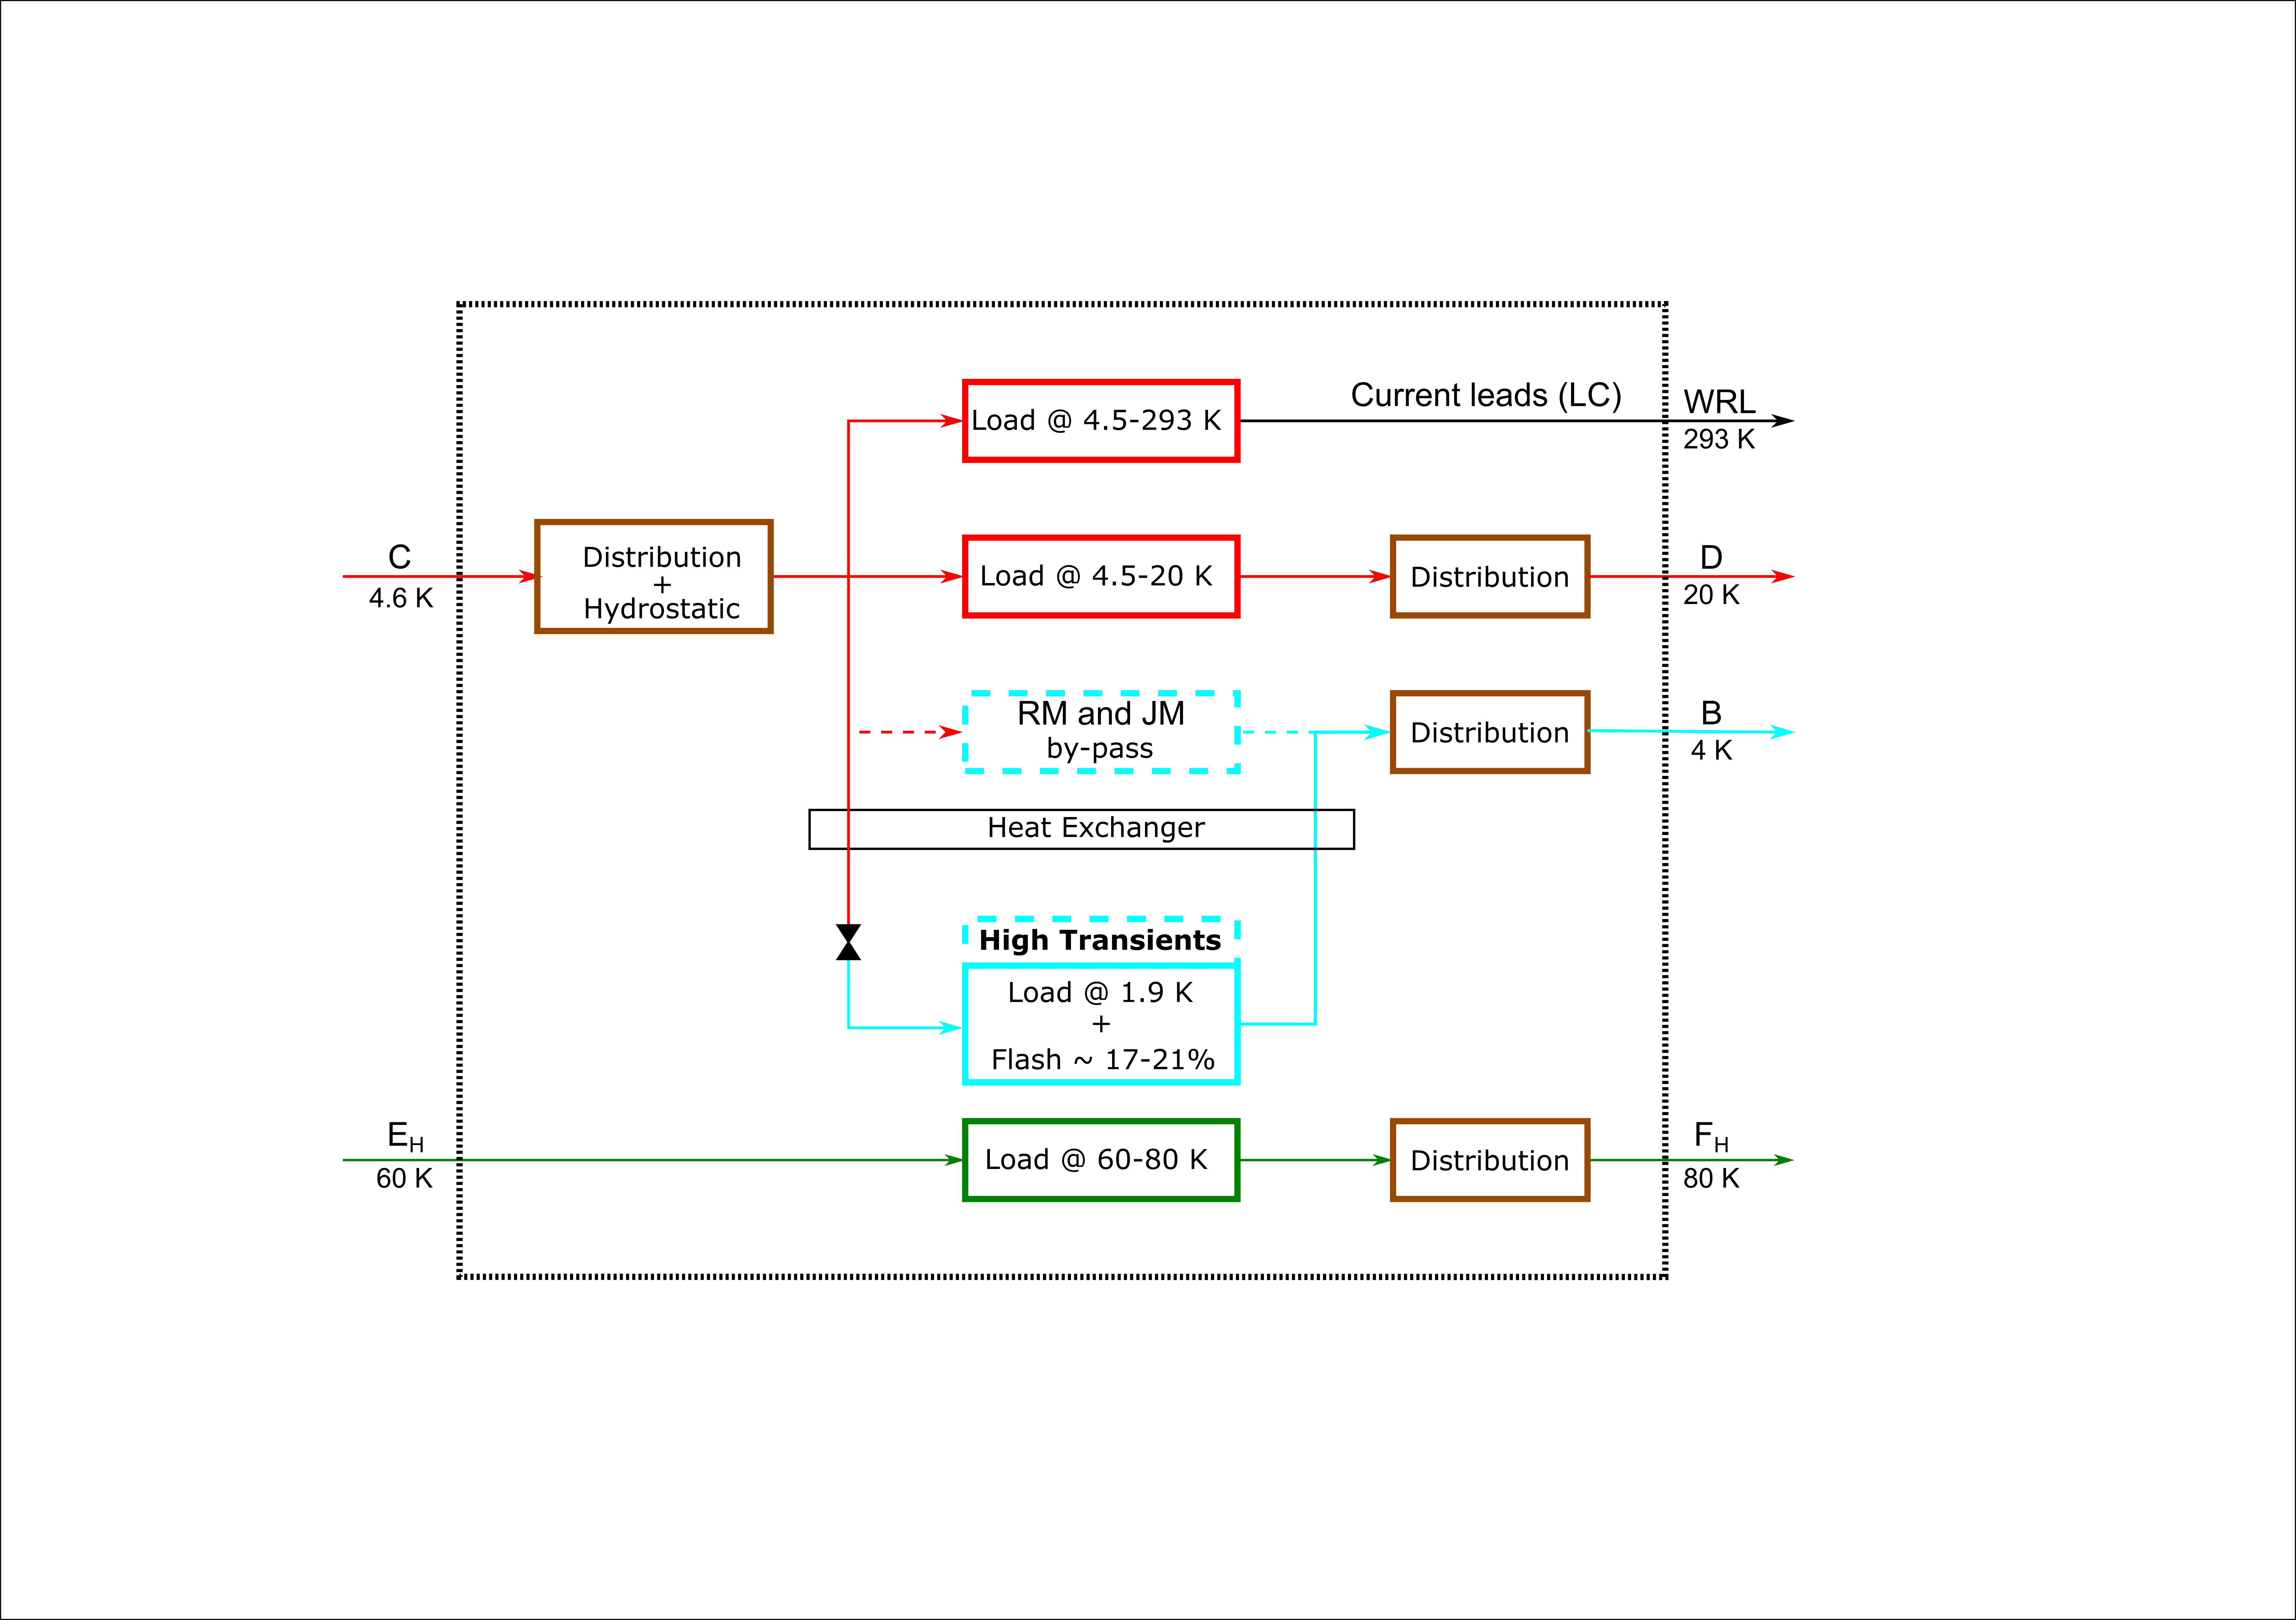 Current leads (LC)
WRL
293 K
Load @ 4.5-293 K
C
4.6 K
Distribution
+
Hydrostatic
Load @ 4.5-20 K
Distribution
D
20 K
RM and JM
by-pass
Distribution
B
4 K
Heat Exchanger
High Transients
Load @ 1.9 K
+
Flash ~ 17-21%
EH
60 K
Load @ 60-80 K
Distribution
FH
80 K